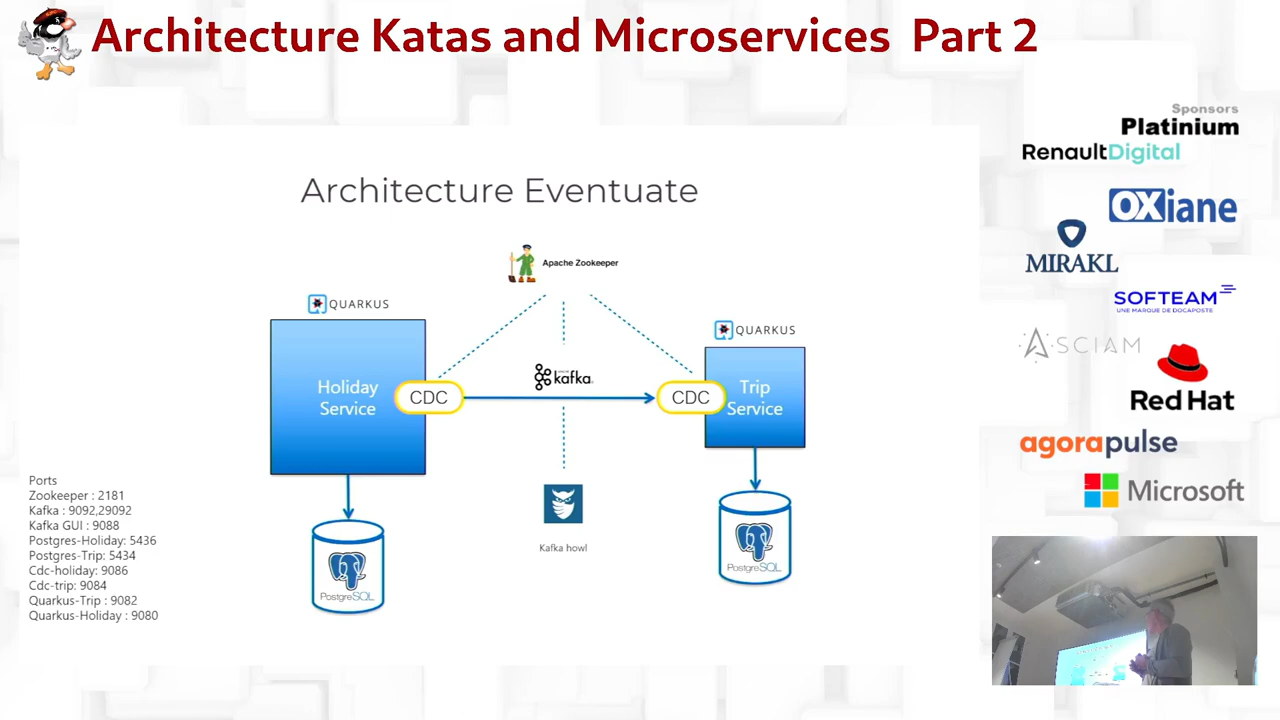 Architecture Katas and Microservices Part 2
Sponsors
Platinium
RenaultDigital
OXiane
MIRAKL
SOFTEAM
UNE MARQUE DE DOCAPOSTE
ASCIAM
Red Hat
agorapulse
Microsoft
Architecture Eventuate
Apache Zookeeper
QUARKUS
QUARKUS
kafka
Holiday
Service
CDC
CDC
Trip
Service
Kafka howl
PostgreSQL
PostgreSQL
Ports
Zookeeper : 2181
Kafka : 9092,29092
Kafka GUI : 9088
Postgres-Holiday: 5436
Postgres-Trip: 5434
Cdc-holiday: 9086
Cdc-trip: 9084
Quarkus-Trip : 9082
Quarkus-Holiday : 9080